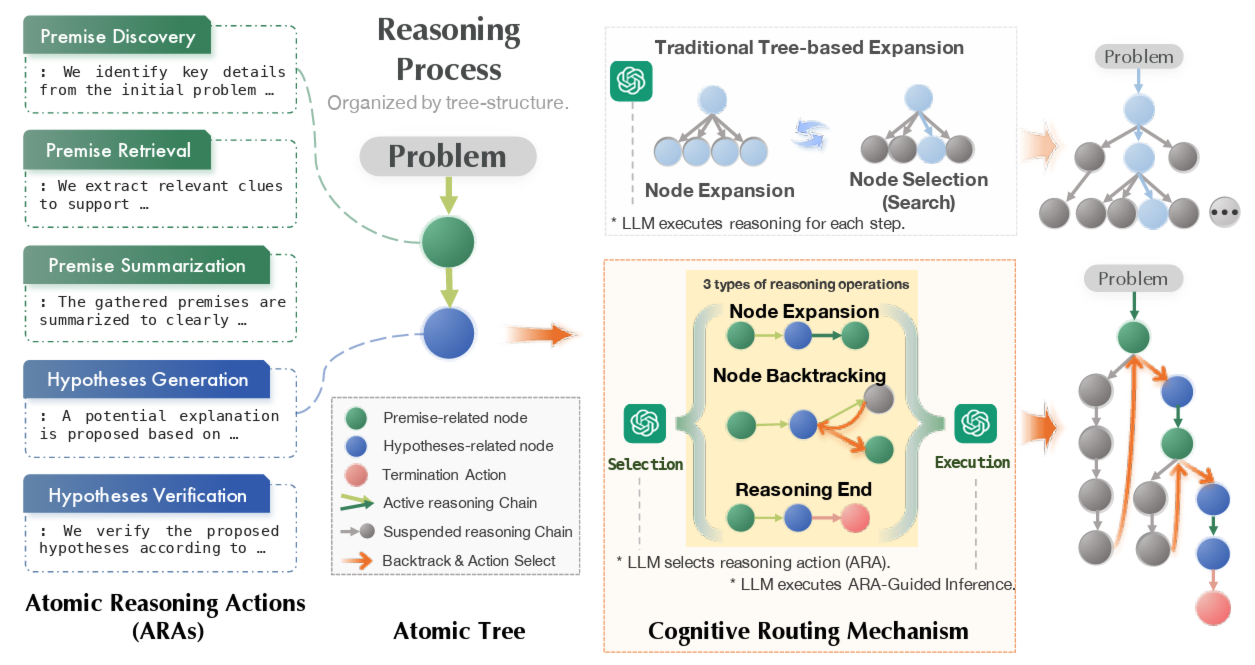 Premise Discovery
: We identify key details
from the initial problem …
Premise Retrieval
: We extract relevant clues
to support …
Premise Summarization
: The gathered premises are
summarized to clearly …
Hypotheses Generation
: A potential explanation
is proposed based on …
Hypotheses Verification
: We verify the proposed
hypotheses according to …
Atomic Reasoning Actions
(ARAs)
Reasoning
Process
Organized by tree-structure.
Problem
Premise-related node
Hypotheses-related node
Termination Action
Active reasoning Chain
Suspended reasoning Chain
Backtrack & Action Select
Atomic Tree
Traditional Tree-based Expansion
Node Expansion
Node Selection
(Search)
* LLM executes reasoning for each step.
Problem
3 types of reasoning operations
Node Expansion
Node Backtracking
Reasoning End
Selection
Execution
* LLM selects reasoning action (ARA).
* LLM executes ARA-Guided Inference.
Cognitive Routing Mechanism
Problem